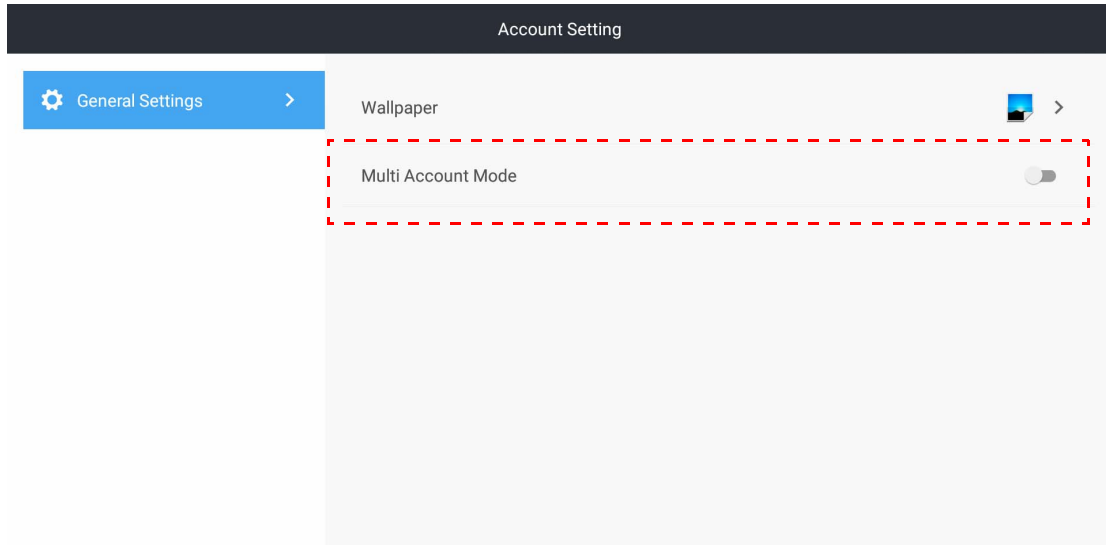 Account Setting
General Settings
Wallpaper
Multi Account Mode